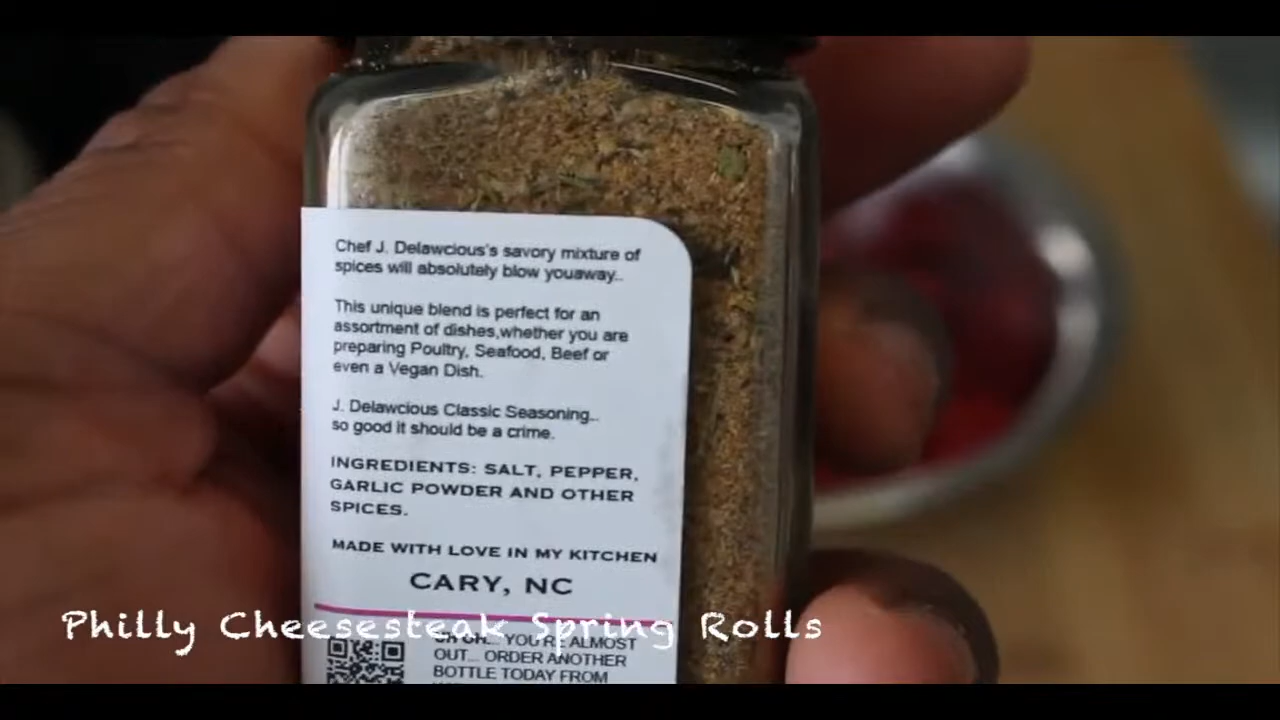 Chef J. Delawcious's savory mixture of
spices will absolutely blow youaway..
This unique blend is perfect for an
assortment of dishes,whether you are
preparing Poultry, Seafood, Beef or
even a Vegan Dish.
J. Delawcious Classic Seasoning..
so good it should be a crime.
INGREDIENTS: SALT, PEPPER,
GARLIC POWDER AND OTHER
SPICES.
MADE WITH LOVE IN MY KITCHEN
CARY, NC
Philly Cheesesteak Spring Rolls
UH OH... YOU'RE ALMOST
OUT... ORDER ANOTHER
BOTTLE TODAY FROM